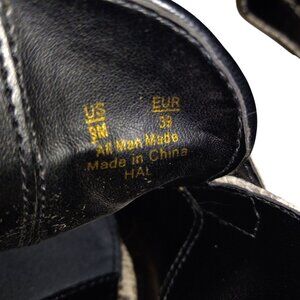 US EUR
9M 39
All Man Made
Made in China
HAL